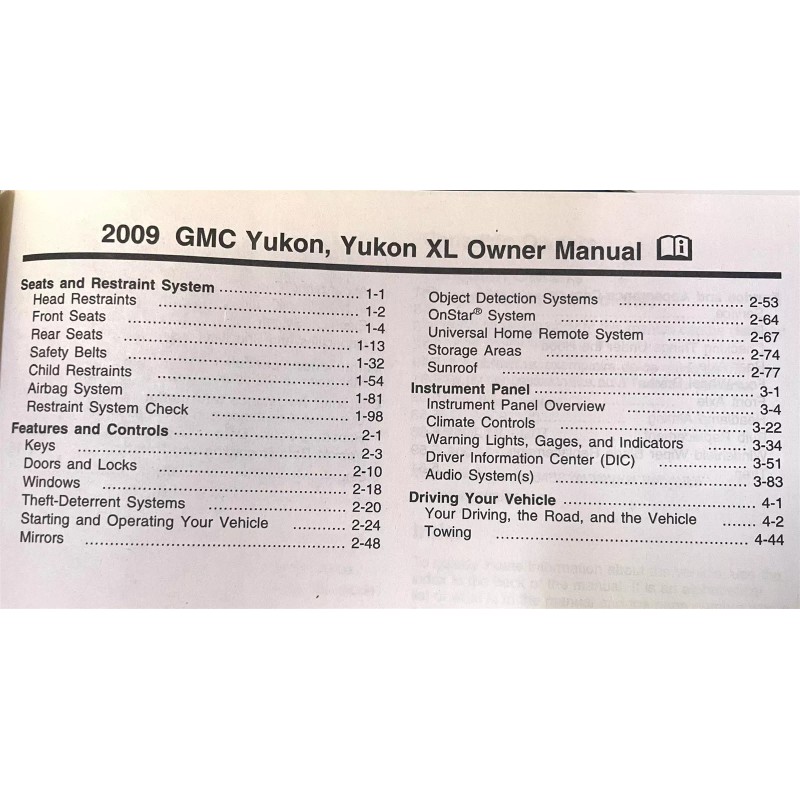 2009 GMC Yukon, Yukon XL Owner Manual
Seats and Restraint System ........................... 1-1
Head Restraints ........................................ 1-2
Front Seats ............................................... 1-4
Rear Seats .............................................. 1-13
Safety Belts ............................................. 1-32
Child Restraints ....................................... 1-54
Airbag System ......................................... 1-81
Restraint System Check .......................... 1-98
Features and Controls .................................... 2-1
Keys ......................................................... 2-3
Doors and Locks ..................................... 2-10
Windows ................................................. 2-18
Theft-Deterrent Systems ......................... 2-20
Starting and Operating Your Vehicle ........... 2-24
Mirrors .................................................... 2-48
Object Detection Systems ....................... 2-53
OnStar® System ..................................... 2-64
Universal Home Remote System ............... 2-67
Storage Areas ......................................... 2-74
Sunroof ................................................... 2-77
Instrument Panel ............................................ 3-1
Instrument Panel Overview ...................... 3-4
Climate Controls ..................................... 3-22
Warning Lights, Gages, and Indicators ...... 3-34
Driver Information Center (DIC) ................ 3-51
Audio System(s) ..................................... 3-83
Driving Your Vehicle ...................................... 4-1
Your Driving, the Road, and the Vehicle ....... 4-2
Towing .................................................... 4-44